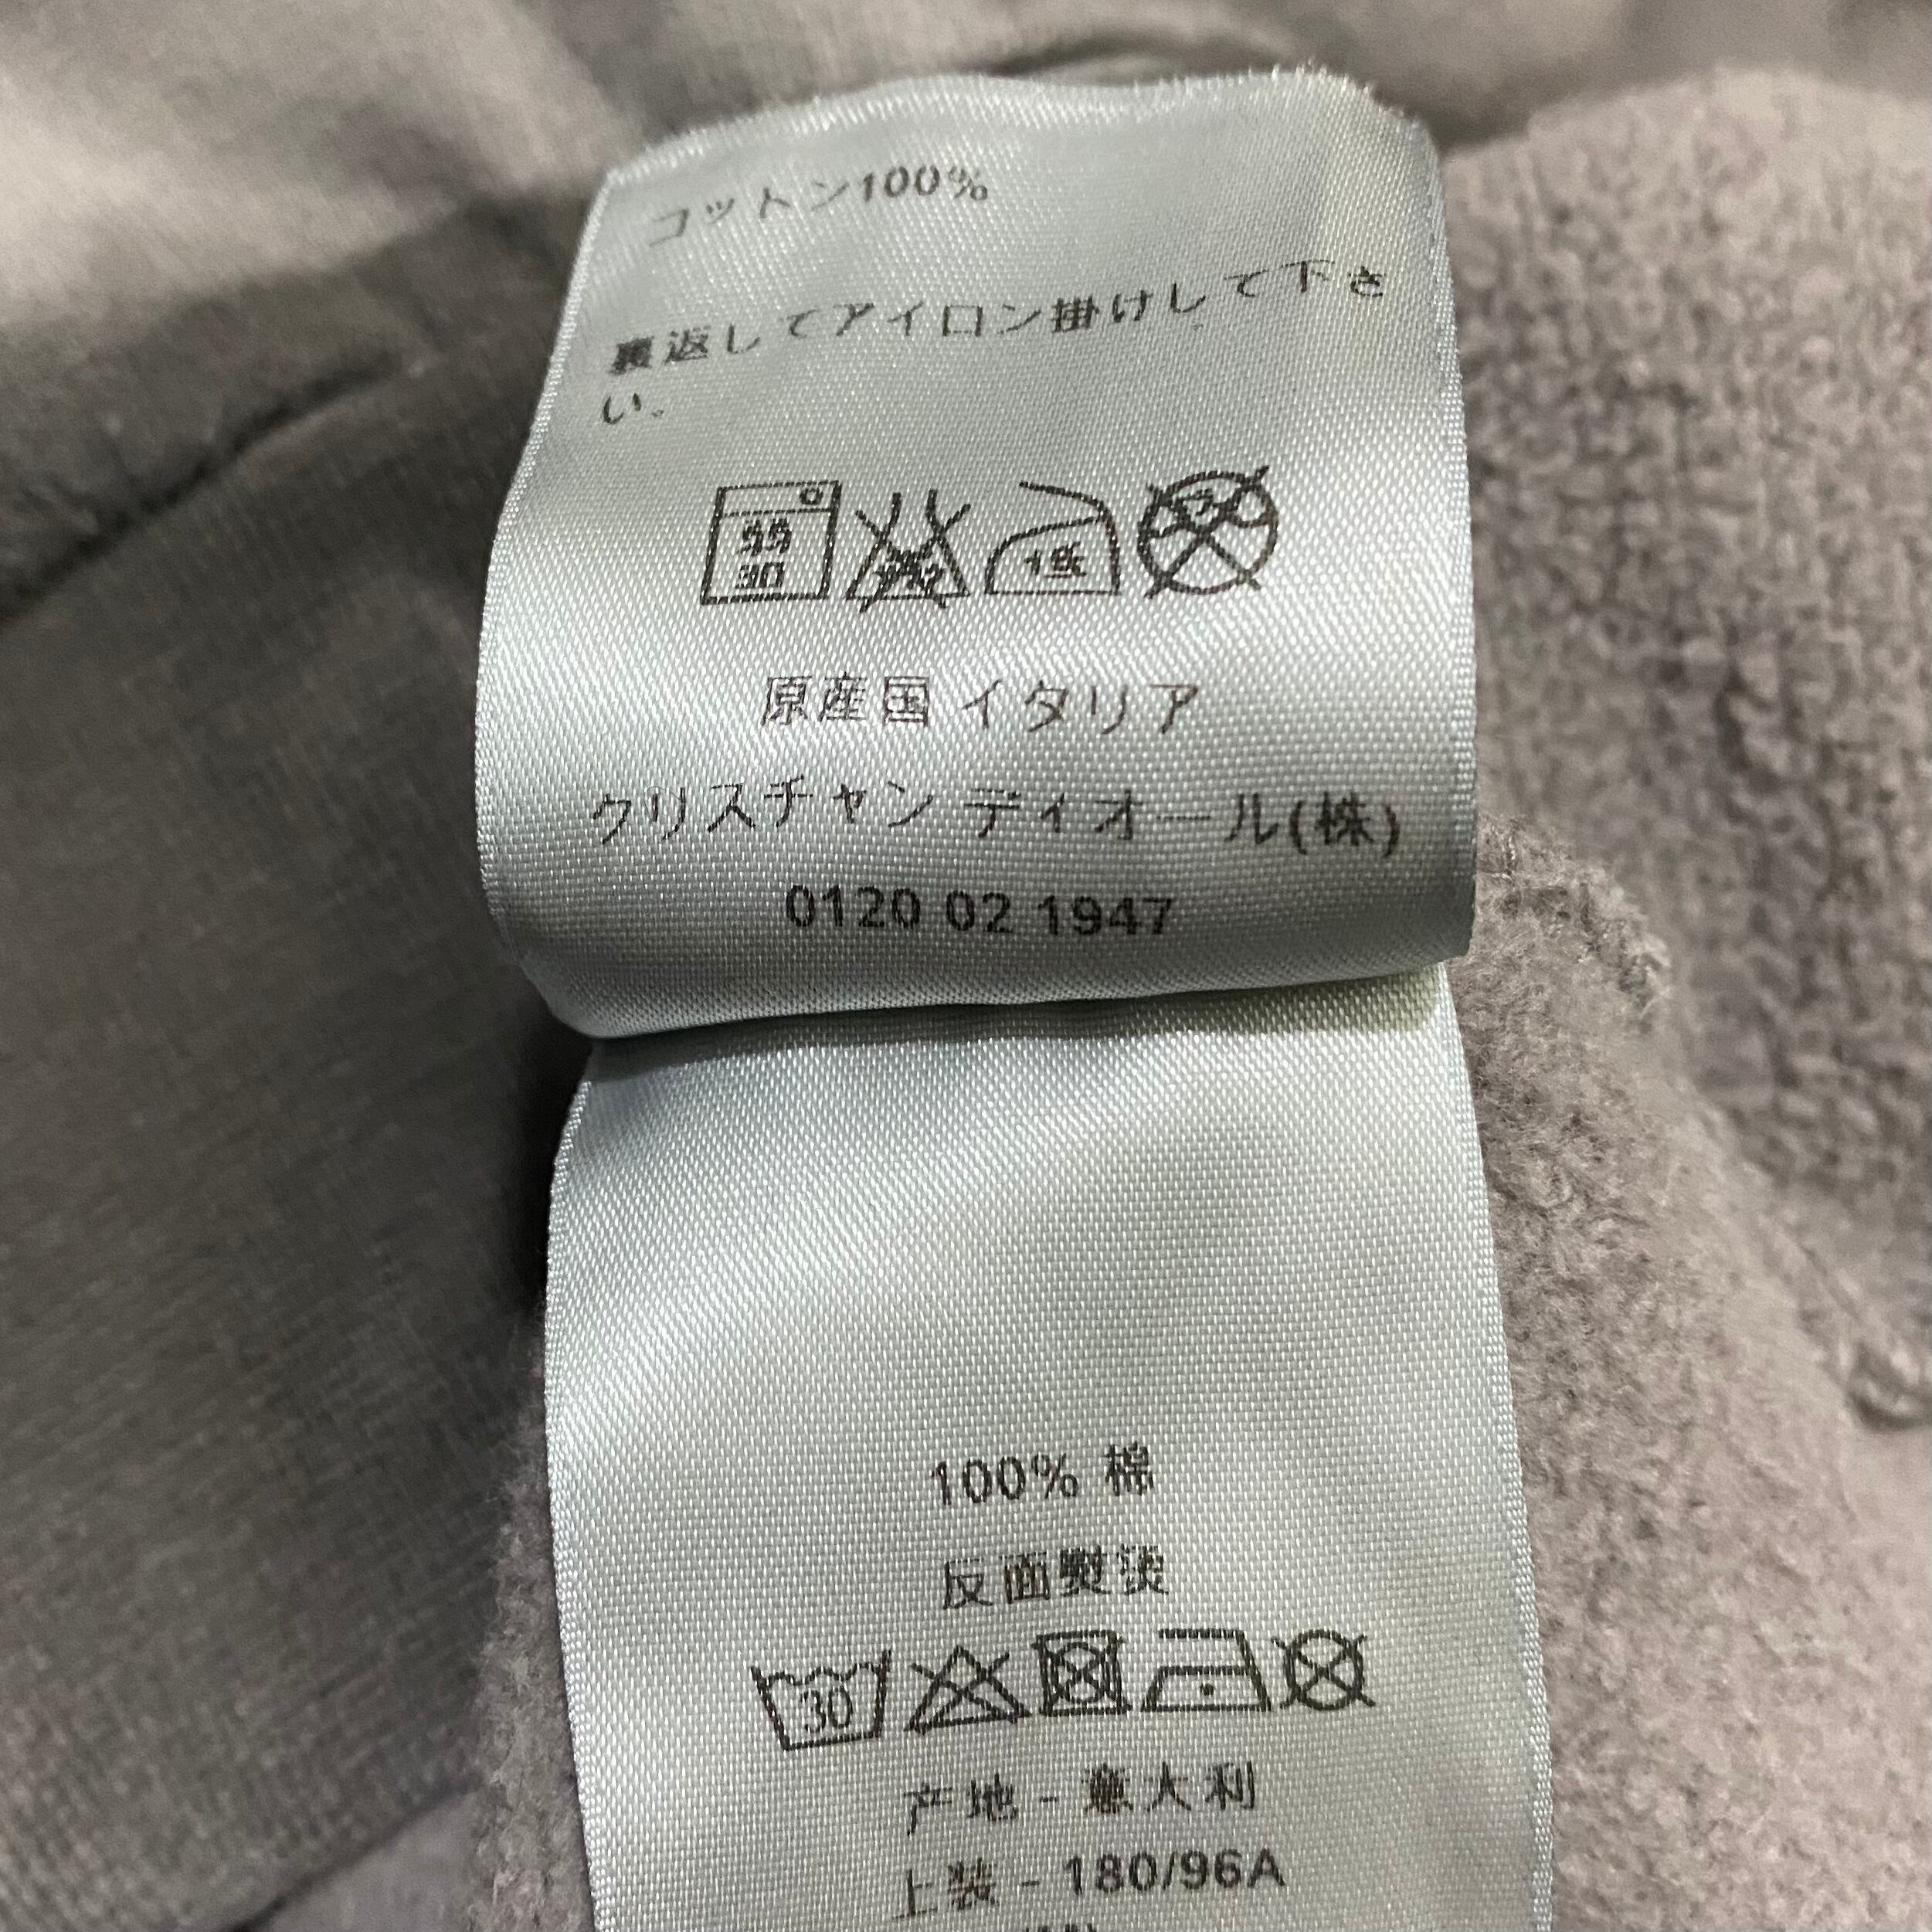 コットン100%
裏返してアイロン掛けして下さ
い。
30
原産国 イタリア
クリスチャン ディオール(株)
0120 02 1947
100% 棉
反面熨烫
30
产地 - 意大利
上装 - 180/96A